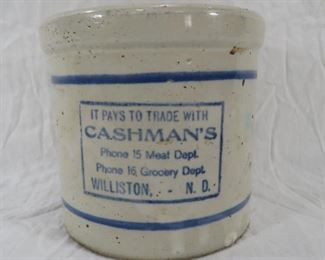 IT PAYS TO TRADE WITH
CASHMAN'S
Phone 15 Meat Dept.
Phone 16, Grocery Dept.
WILLISTON, - - N. D.